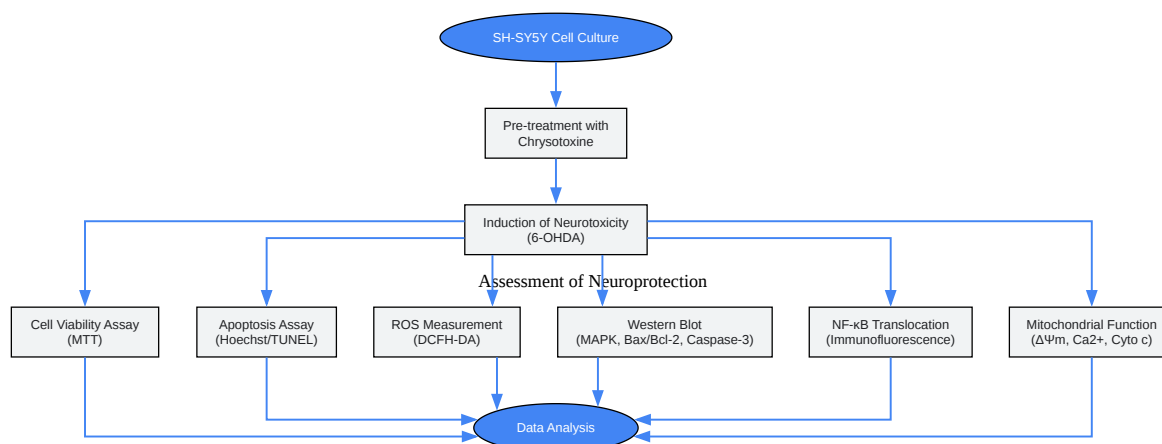 SH-SY5Y Cell Culture
Pre-treatment with
Chrysotoxine
Induction of Neurotoxicity
(6-OHDA)
Assessment of Neuroprotection
Cell Viability Assay
(MTT)
Apoptosis Assay
(Hoechst/TUNEL)
ROS Measurement
(DCFH-DA)
Western Blot
(MAPK, Bax/Bcl-2, Caspase-3)
NF-κB Translocation
(Immunofluorescence)
Mitochondrial Function
(ΔΨm, Ca2+, Cyto c)
Data Analysis